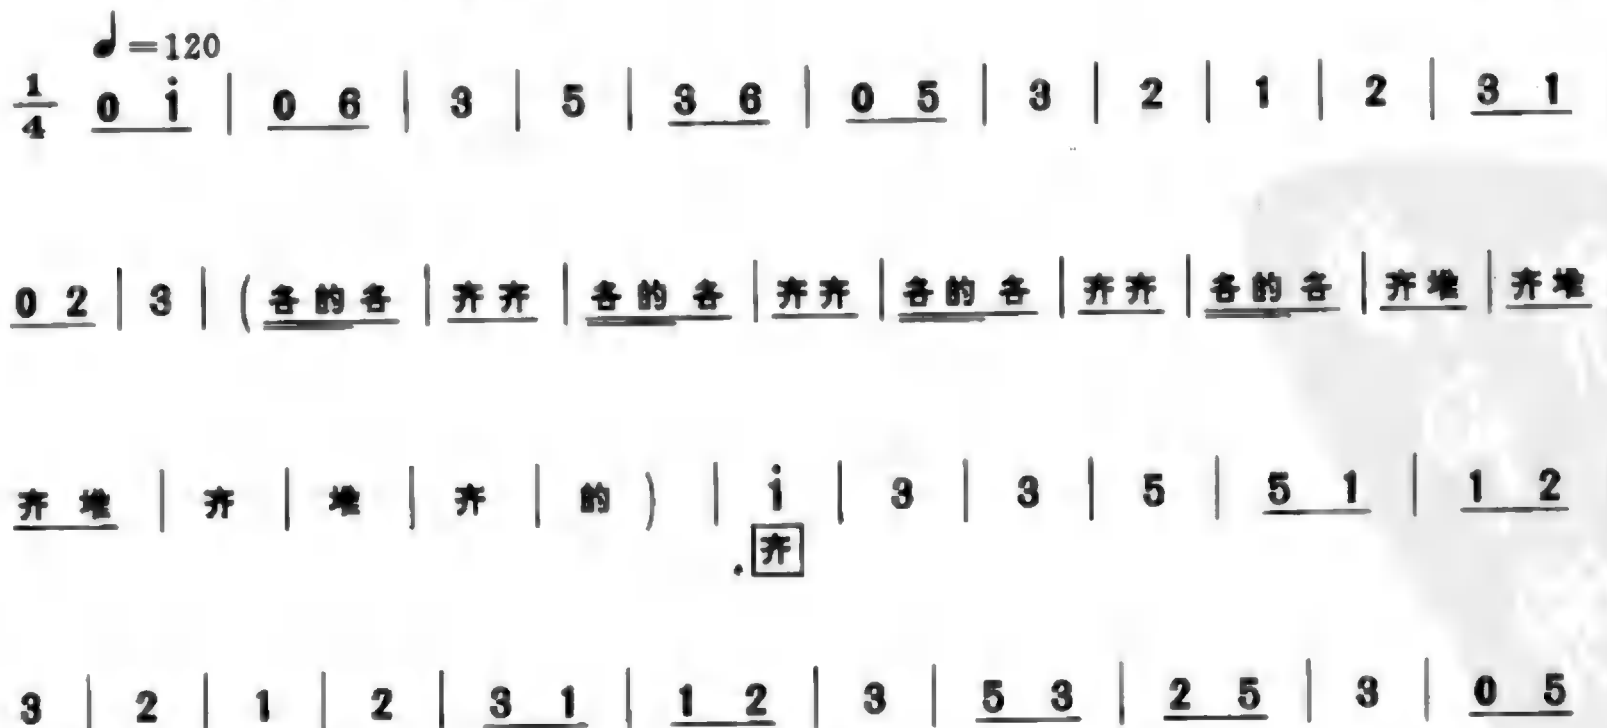 ♩=120
1/4 0 i̇ | 0 6 | 3 | 5 | 3 6 | 0 5 | 3 | 2 | 1 | 2 | 3 1
0 2 | 3 | ( 各的各 | 齐齐 | 各的各 | 齐齐 | 各的各 | 齐齐 | 各的各 | 齐堆 | 齐堆
齐堆 | 齐 | 堆 | 齐 | 的 ) | i̇ | 3 | 3 | 5 | 5 1 | 1 2
齐
3 | 2 | 1 | 2 | 3 1 | 1 2 | 3 | 5 3 | 2 5 | 3 | 0 5